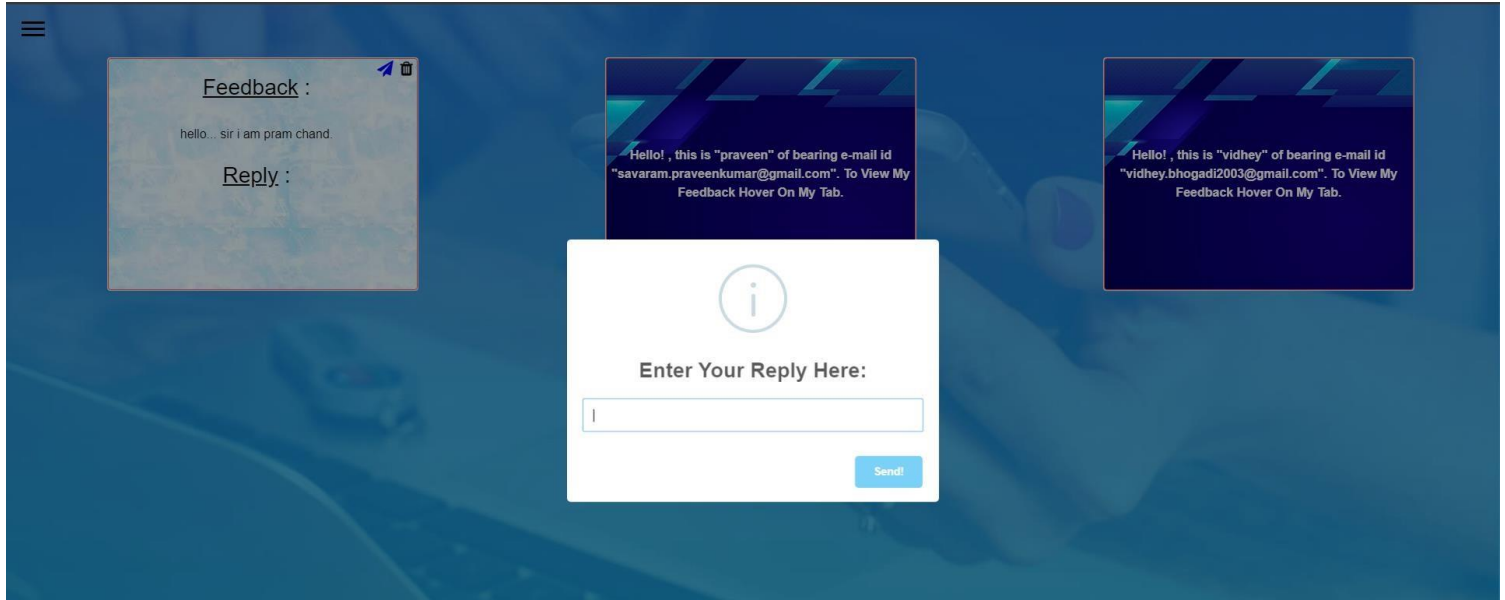 Feedback :
hello... sir i am pram chand.
Reply :
Hello! , this is "praveen" of bearing e-mail id
"savaram.praveenkumar@gmail.com". To View My
Feedback Hover On My Tab.
Hello! , this is "vidhey" of bearing e-mail id
"vidhey.bhogadi2003@gmail.com". To View My
Feedback Hover On My Tab.
Enter Your Reply Here:
Send!